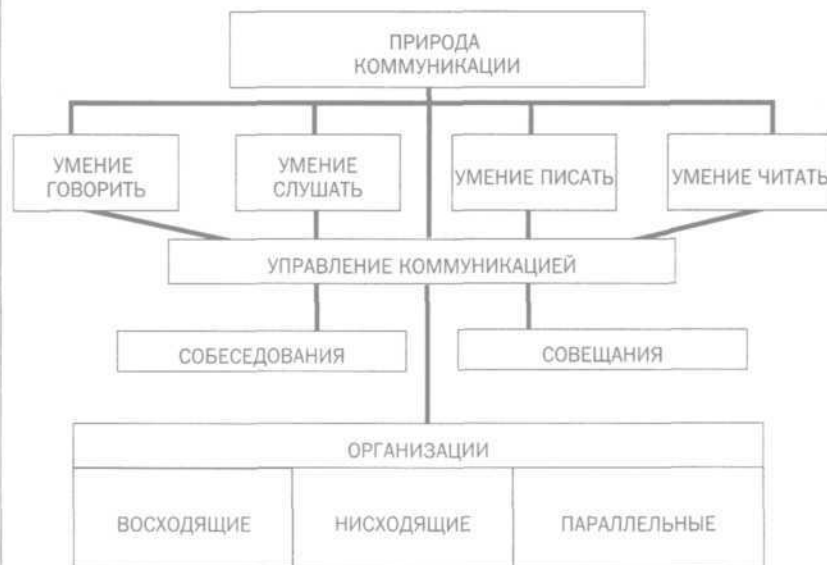 ПРИРОДА
КОММУНИКАЦИИ
УМЕНИЕ
ГОВОРИТЬ
УМЕНИЕ
СЛУШАТЬ
УМЕНИЕ ПИСАТЬ
УМЕНИЕ ЧИТАТЬ
УПРАВЛЕНИЕ КОММУНИКАЦИЕЙ
СОБЕСЕДОВАНИЯ
СОВЕЩАНИЯ
ОРГАНИЗАЦИИ
ВОСХОДЯЩИЕ
НИСХОДЯЩИЕ
ПАРАЛЛЕЛЬНЫЕ